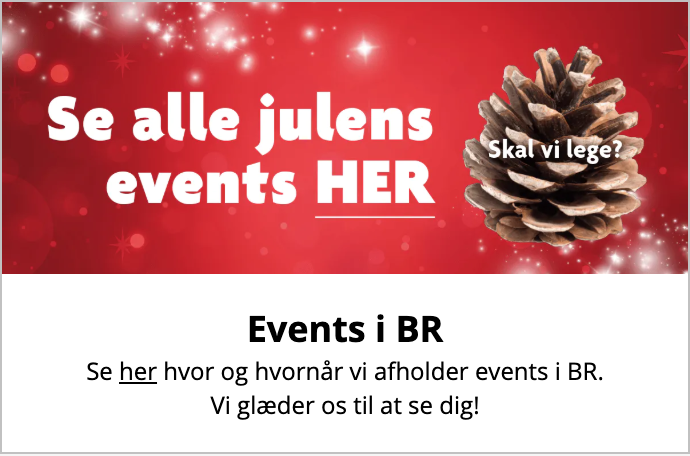 Se alle julens
events HER
Skal vi lege?
Events i BR
Se her hvor og hvornår vi afholder events i BR.
Vi glæder os til at se dig!